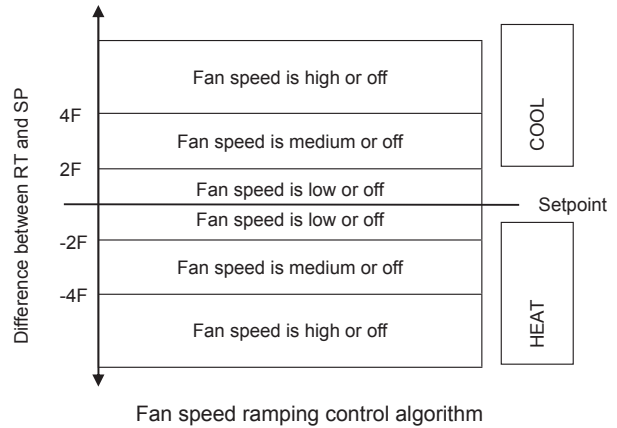 Difference between RT and SP
Fan speed is high or off
4F
Fan speed is medium or off
2F
Fan speed is low or off
Setpoint
Fan speed is low or off
-2F
Fan speed is medium or off
-4F
Fan speed is high or off
COOL
HEAT
Fan speed ramping control algorithm